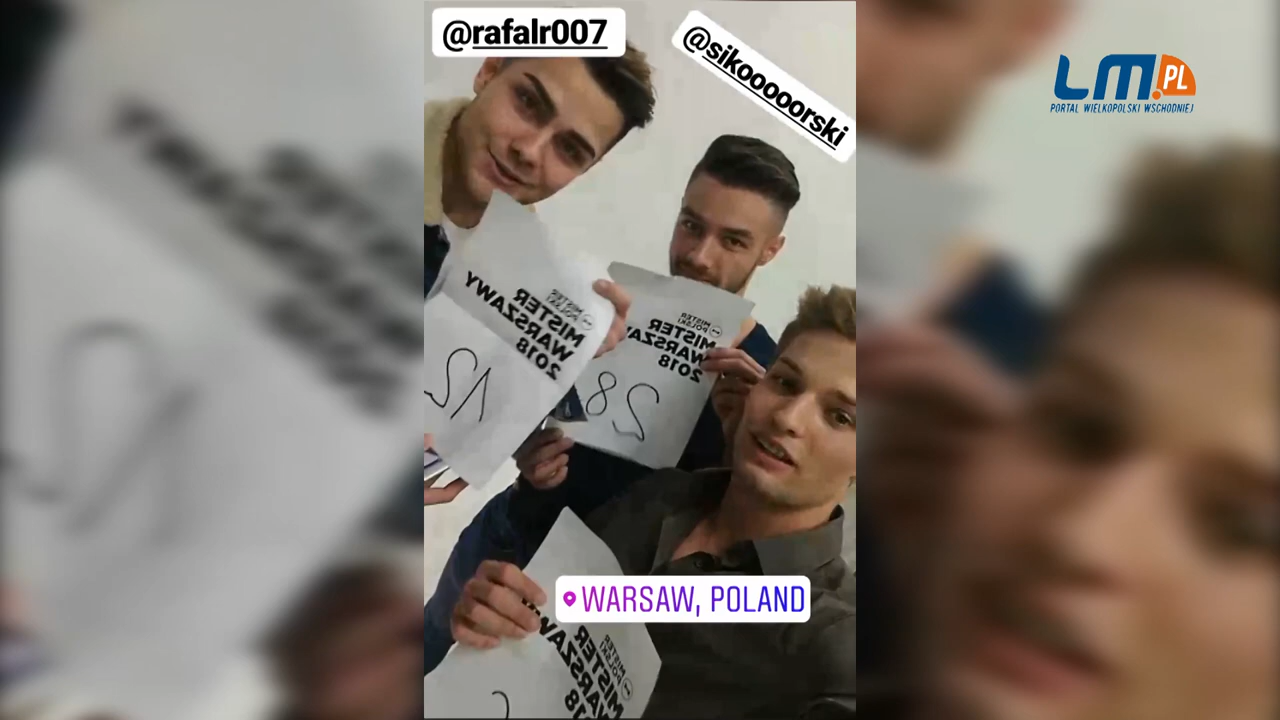 @rafalr007
@sikooooorski
LM.PL
PORTAL WIELKOPOLSKI WSCHODNIEJ
MISTER
POLSKI
MISTER
WARSZAWY
2018
12
MISTER
POLSKI
MISTER
WARSZAWY
2018
28
WARSAW, POLAND
MISTER
POLSKI
MISTER
WARSZAWY
2018